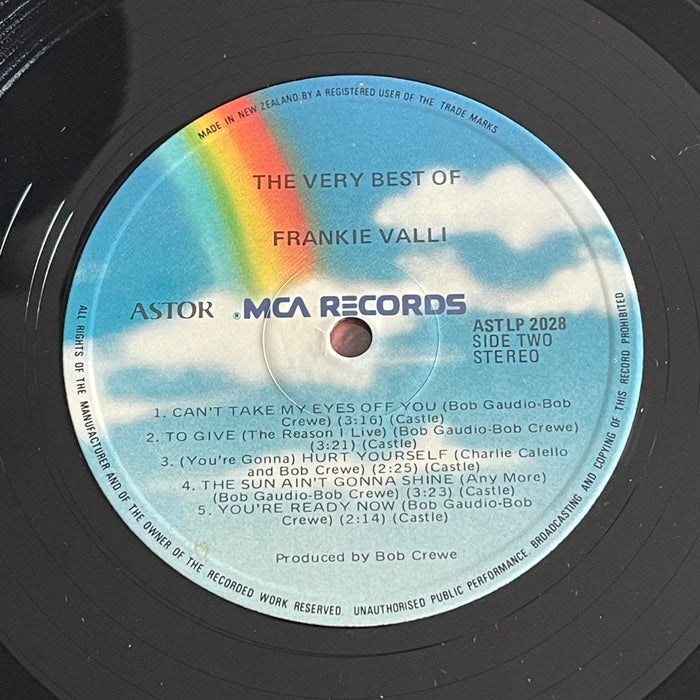 MADE IN NEW ZEALAND BY A REGISTERED USER OF THE TRADE MARKS
THE VERY BEST OF
FRANKIE VALLI
ASTOR ®MCA RECORDS
ASTLP 2028
SIDE TWO
STEREO
1. CAN'T TAKE MY EYES OFF YOU (Bob Gaudio-Bob
Crewe) (3:16) (Castle)
2. TO GIVE (The Reason I Live) (Bob Gaudio-Bob Crewe)
(3:21) (Castle)
3. (You're Gonna) HURT YOURSELF (Charlie Calello
and Bob Crewe) (2:25) (Castle)
4. THE SUN AIN'T GONNA SHINE (Any More)
(Bob Gaudio-Bob Crewe) (3:23) (Castle)
5. YOU'RE READY NOW (Bob Gaudio-Bob
Crewe) (2:14) (Castle)
Produced by Bob Crewe
ALL RIGHTS OF THE MANUFACTURER AND OF THE OWNER OF THE RECORDED WORK RESERVED. UNAUTHORISED PUBLIC PERFORMANCE, BROADCASTING AND COPYING OF THIS RECORD PROHIBITED